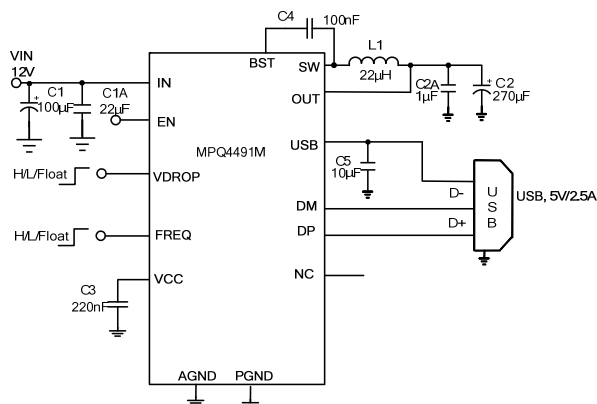 C4
100nF
VIN
12V
BST
SW
L1
22μH
IN
C1
100μF
C1A
22μF
OUT
C2A
1μF
C2
270μF
EN
USB
MPQ4491M
H/L/Float
VDROP
C5
10μF
D-
USB
USB, 5V/2.5A
DM
D+
H/L/Float
FREQ
DP
VCC
NC
C3
220nF
AGND
PGND